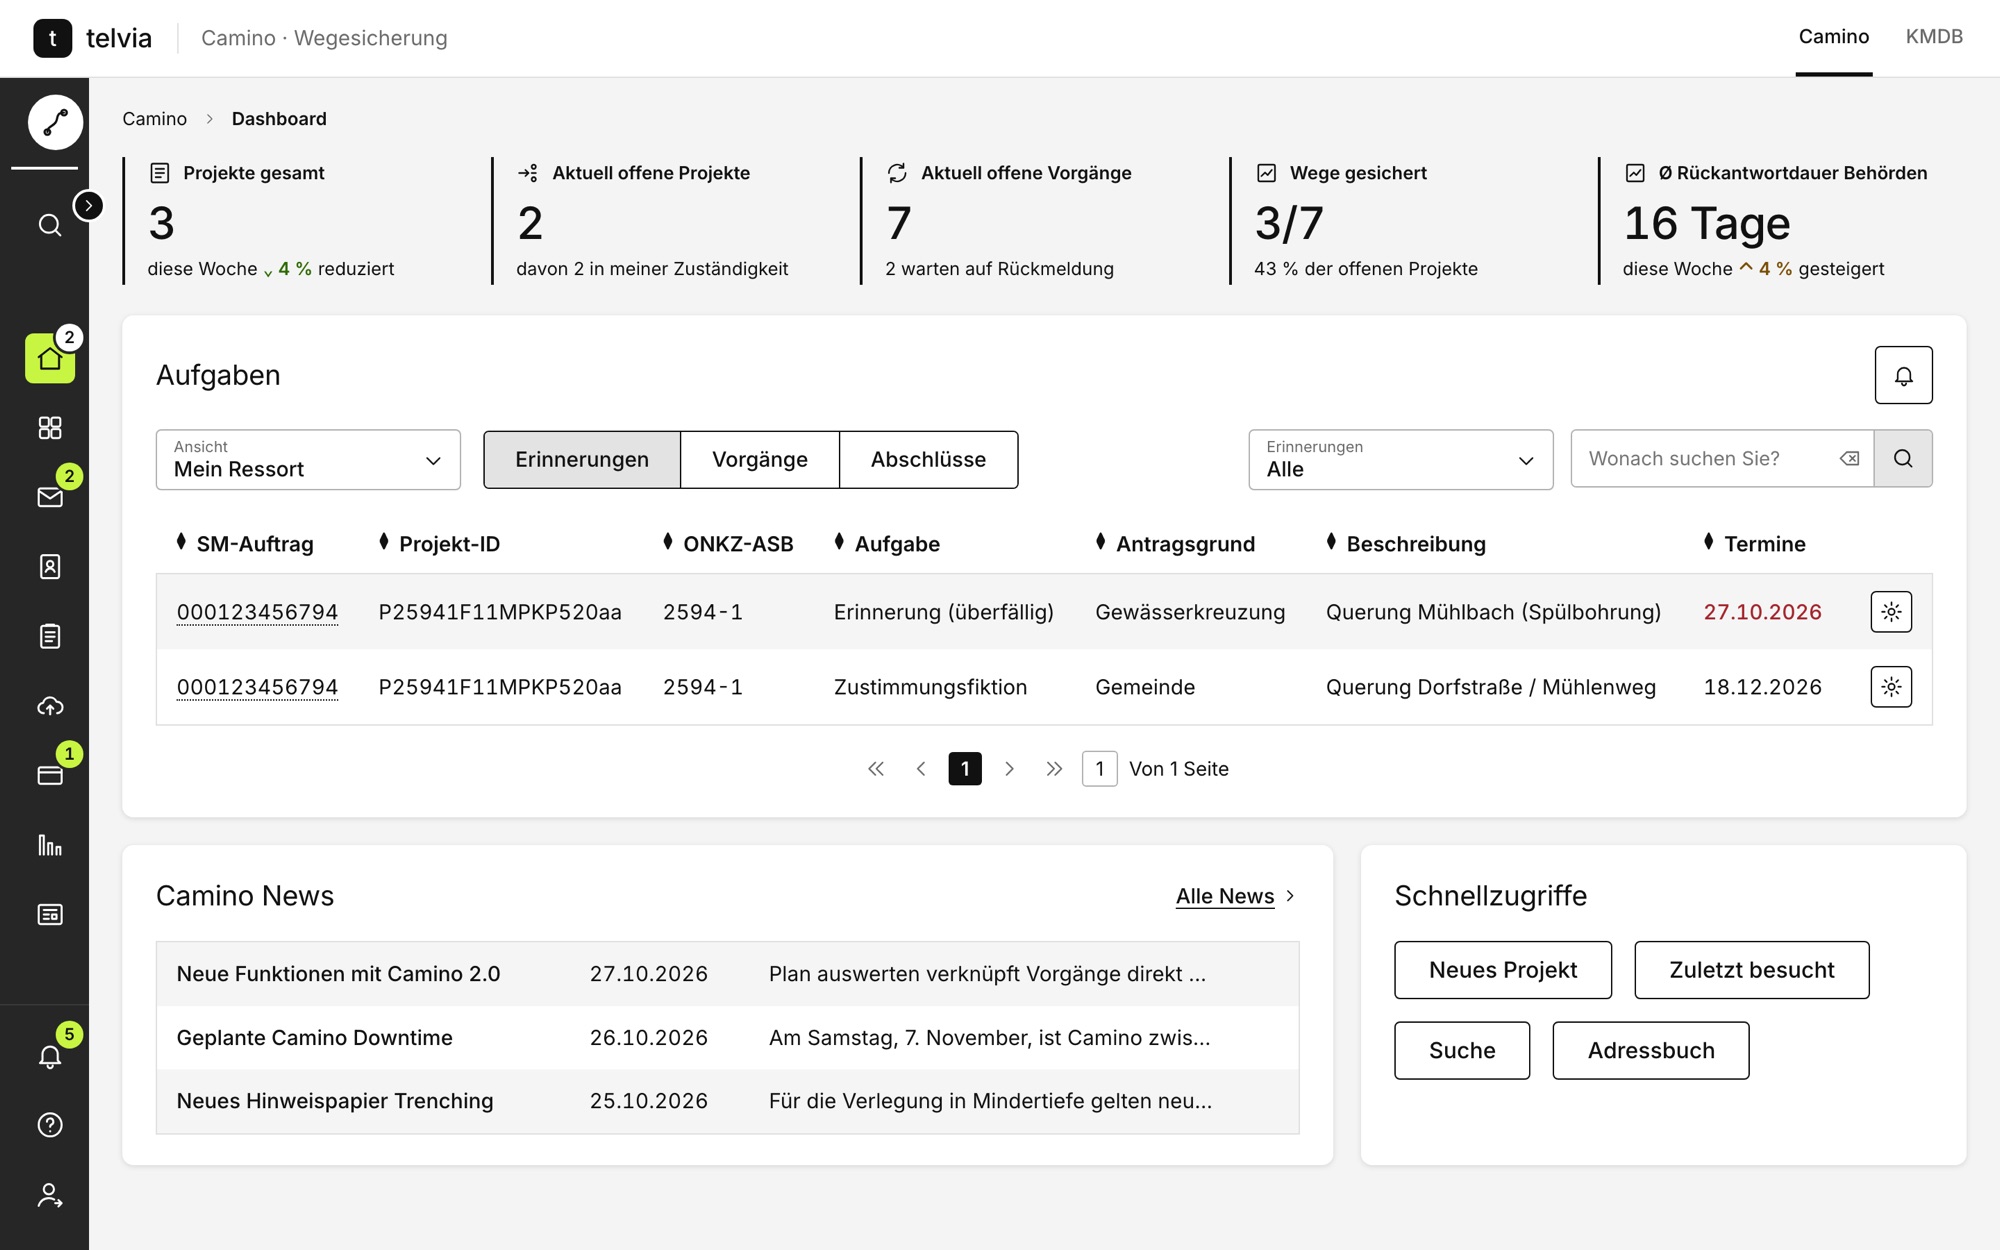 t telvia Camino · Wegesicherung Camino KMDB
Camino Dashboard
Projekte gesamt
3
diese Woche 4 % reduziert
Aktuell offene Projekte
2
davon 2 in meiner Zuständigkeit
Aktuell offene Vorgänge
7
2 warten auf Rückmeldung
Wege gesichert
3/7
43 % der offenen Projekte
Ø Rückantwortdauer Behörden
16 Tage
diese Woche 4 % gesteigert
2
2
1
5
Aufgaben
Ansicht
Mein Ressort
Erinnerungen Vorgänge Abschlüsse
Erinnerungen
Alle
Wonach suchen Sie?
SM-Auftrag Projekt-ID ONKZ-ASB Aufgabe Antragsgrund Beschreibung Termine
000123456794 P25941F11MPKP520aa 2594-1 Erinnerung (überfällig) Gewässerkreuzung Querung Mühlbach (Spülbohrung) 27.10.2026
000123456794 P25941F11MPKP520aa 2594-1 Zustimmungsfiktion Gemeinde Querung Dorfstraße / Mühlenweg 18.12.2026
1 1 Von 1 Seite
Camino News Alle News
Neue Funktionen mit Camino 2.0 27.10.2026 Plan auswerten verknüpft Vorgänge direkt ...
Geplante Camino Downtime 26.10.2026 Am Samstag, 7. November, ist Camino zwis...
Neues Hinweispapier Trenching 25.10.2026 Für die Verlegung in Mindertiefe gelten neu...
Schnellzugriffe
Neues Projekt Zuletzt besucht
Suche Adressbuch